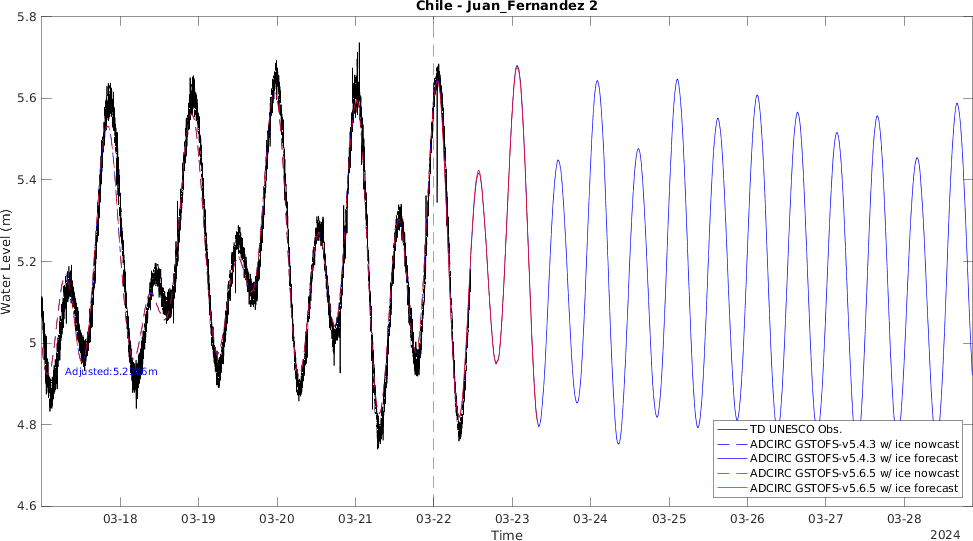 Chile - Juan_Fernandez 2
5.8
5.6
5.4
5.2
5
4.8
4.6
Water Level (m)
TD UNESCO Obs.
ADCIRC GSTOFS-v5.4.3 w/ ice nowcast
ADCIRC GSTOFS-v5.4.3 w/ ice forecast
ADCIRC GSTOFS-v5.6.5 w/ ice nowcast
ADCIRC GSTOFS-v5.6.5 w/ ice forecast
03-18 03-19 03-20 03-21 03-22 03-23 03-24 03-25 03-26 03-27 03-28
Time
2024